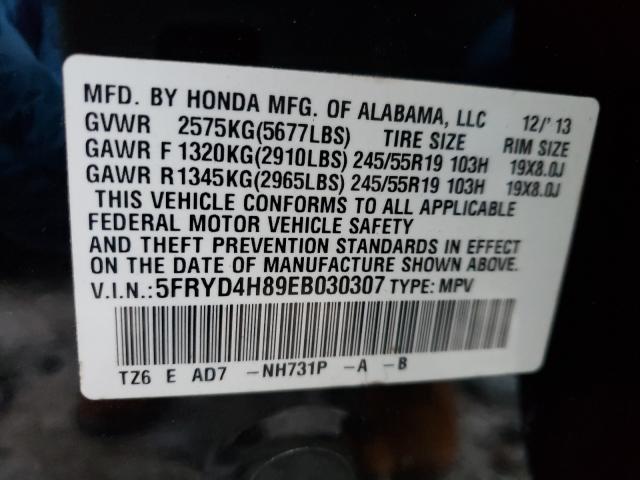 MFD. BY HONDA MFG. OF ALABAMA, LLC 12/'13
GVWR 2575KG(5677LBS) TIRE SIZE RIM SIZE
GAWR F 1320KG(2910LBS) 245/55R19 103H 19X8.0J
GAWR R1345KG(2965LBS) 245/55R19 103H 19X8.0J
THIS VEHICLE CONFORMS TO ALL APPLICABLE
FEDERAL MOTOR VEHICLE SAFETY
AND THEFT PREVENTION STANDARDS IN EFFECT
ON THE DATE OF MANUFACTURE SHOWN ABOVE.
V.I.N.:5FRYD4H89EB030307 TYPE: MPV
TZ6 E AD7 -NH731P -A -B